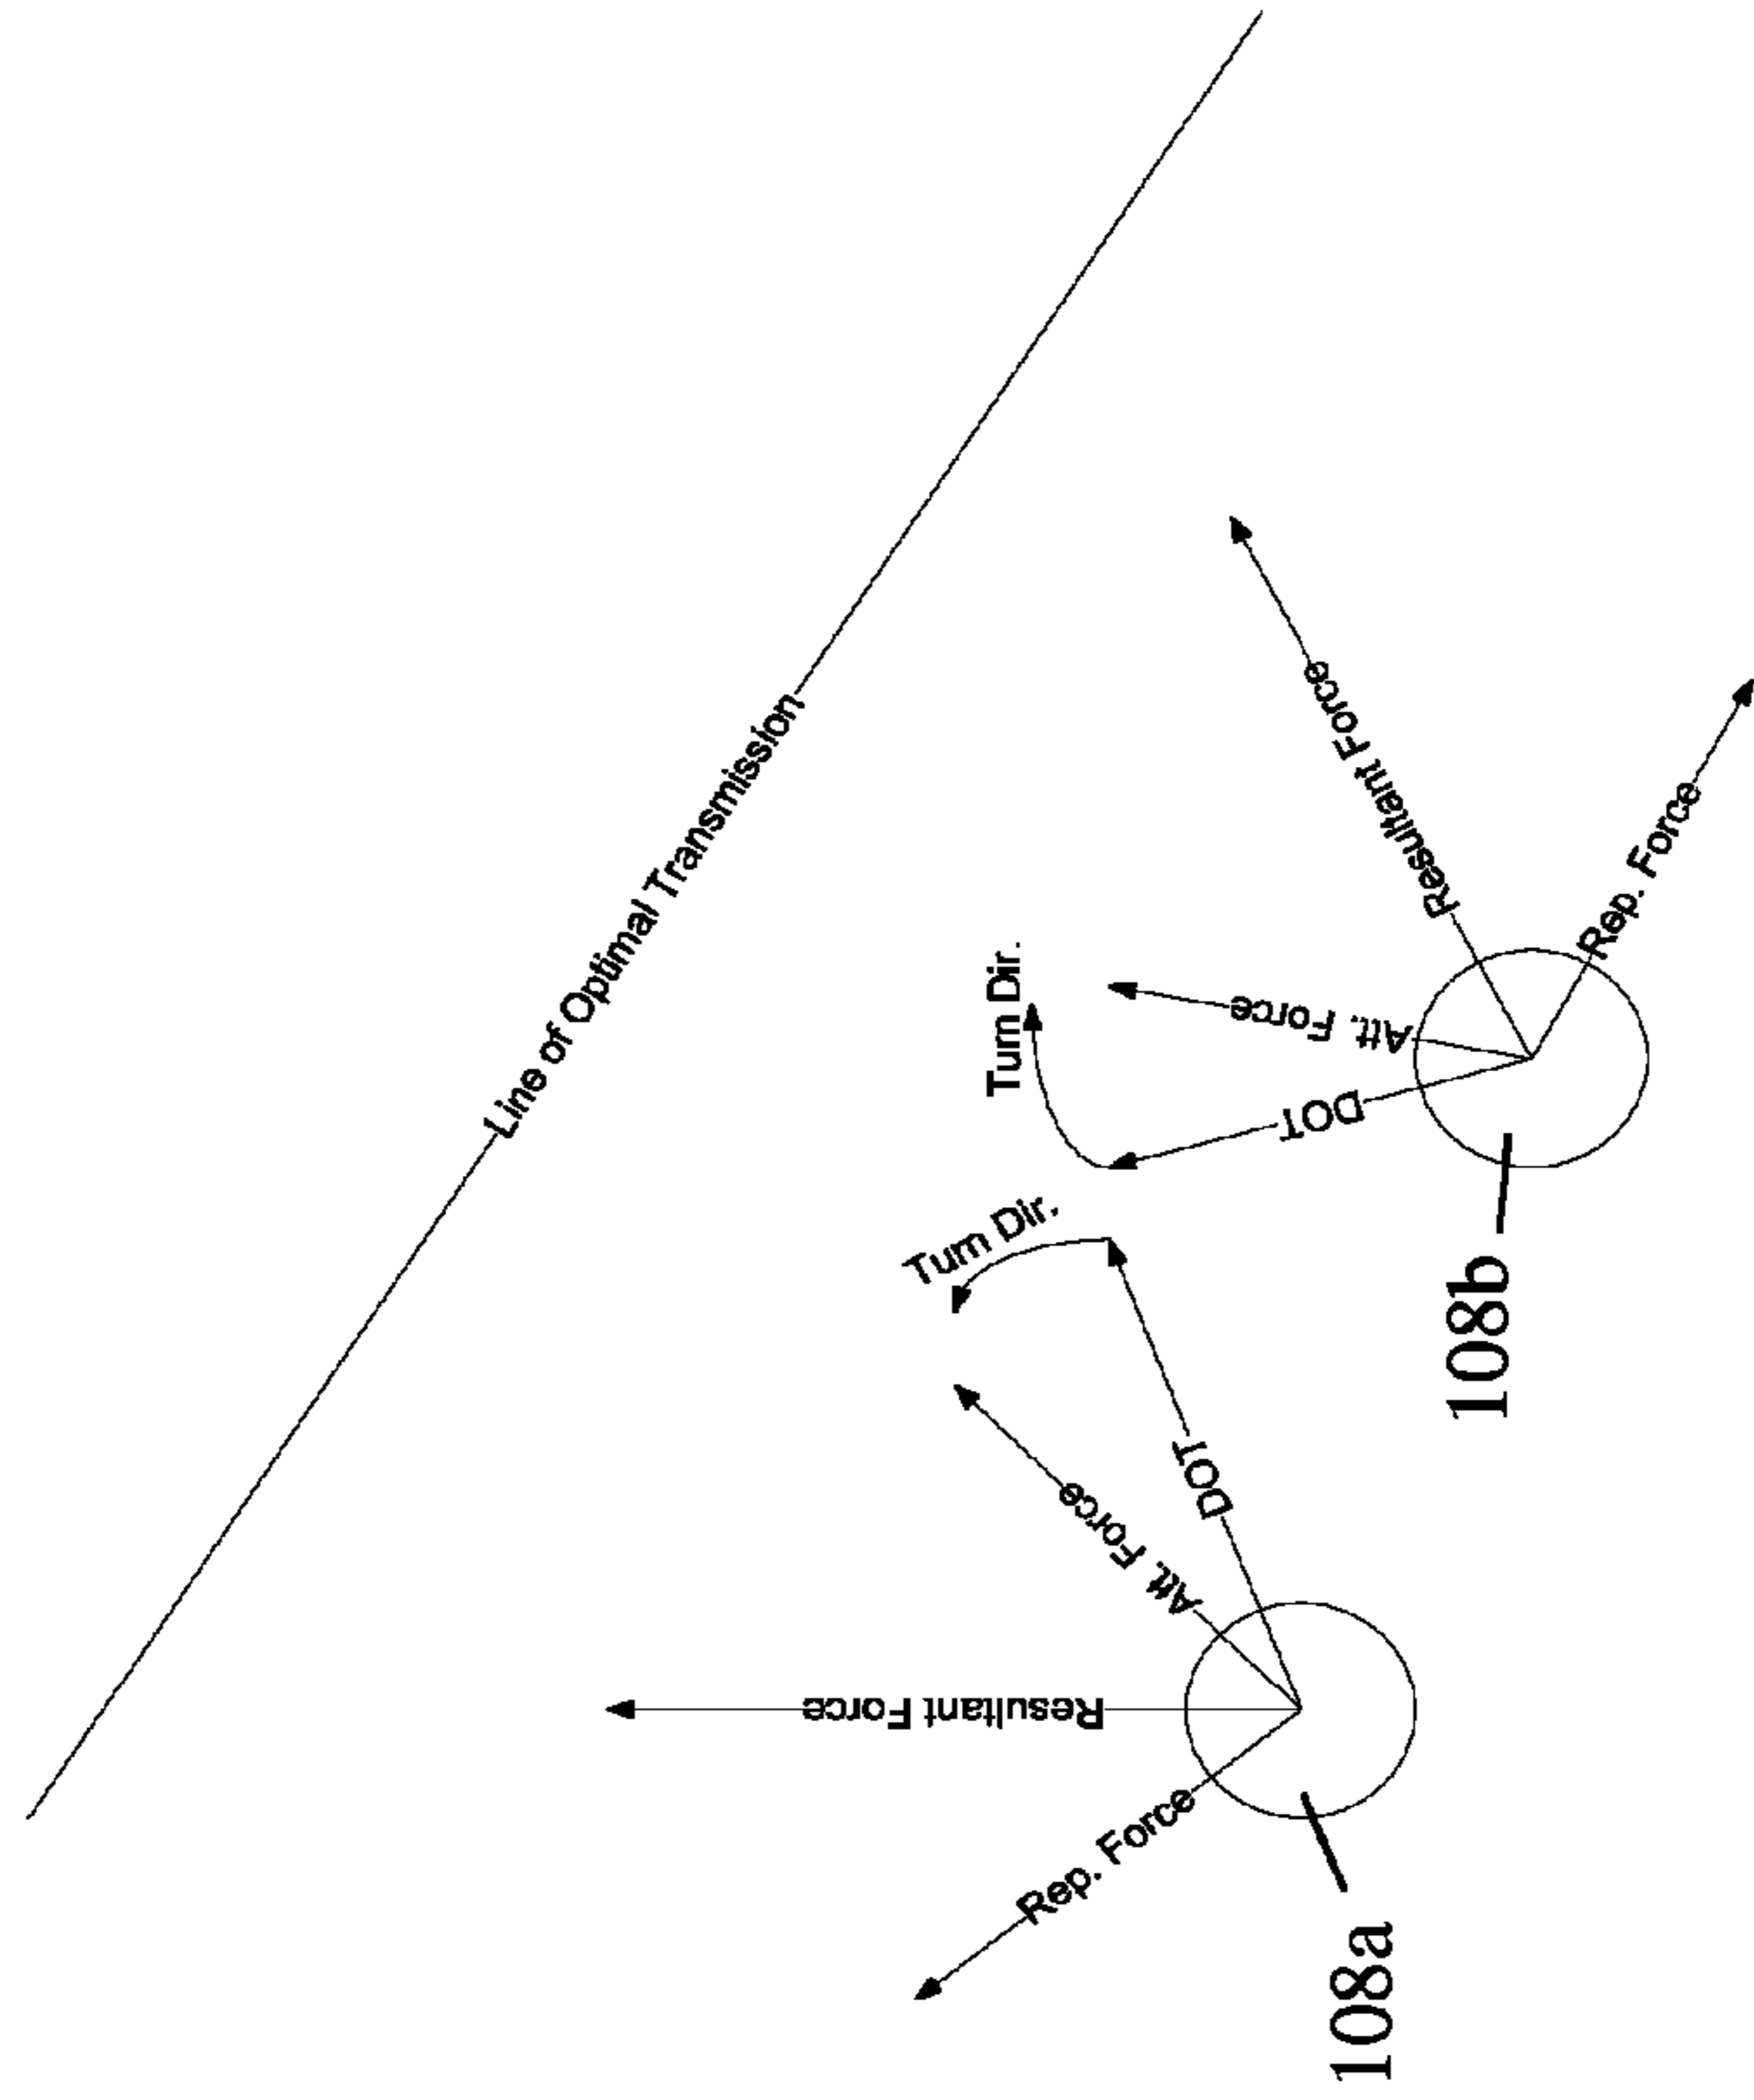 Line of Optimal Transmission
Turn Dir.
Resultant Force
Att. Force
DOT
Rep. Force
108b
Turn Dir.
Att. Force
DOT
Resultant Force
Rep. Force
108a